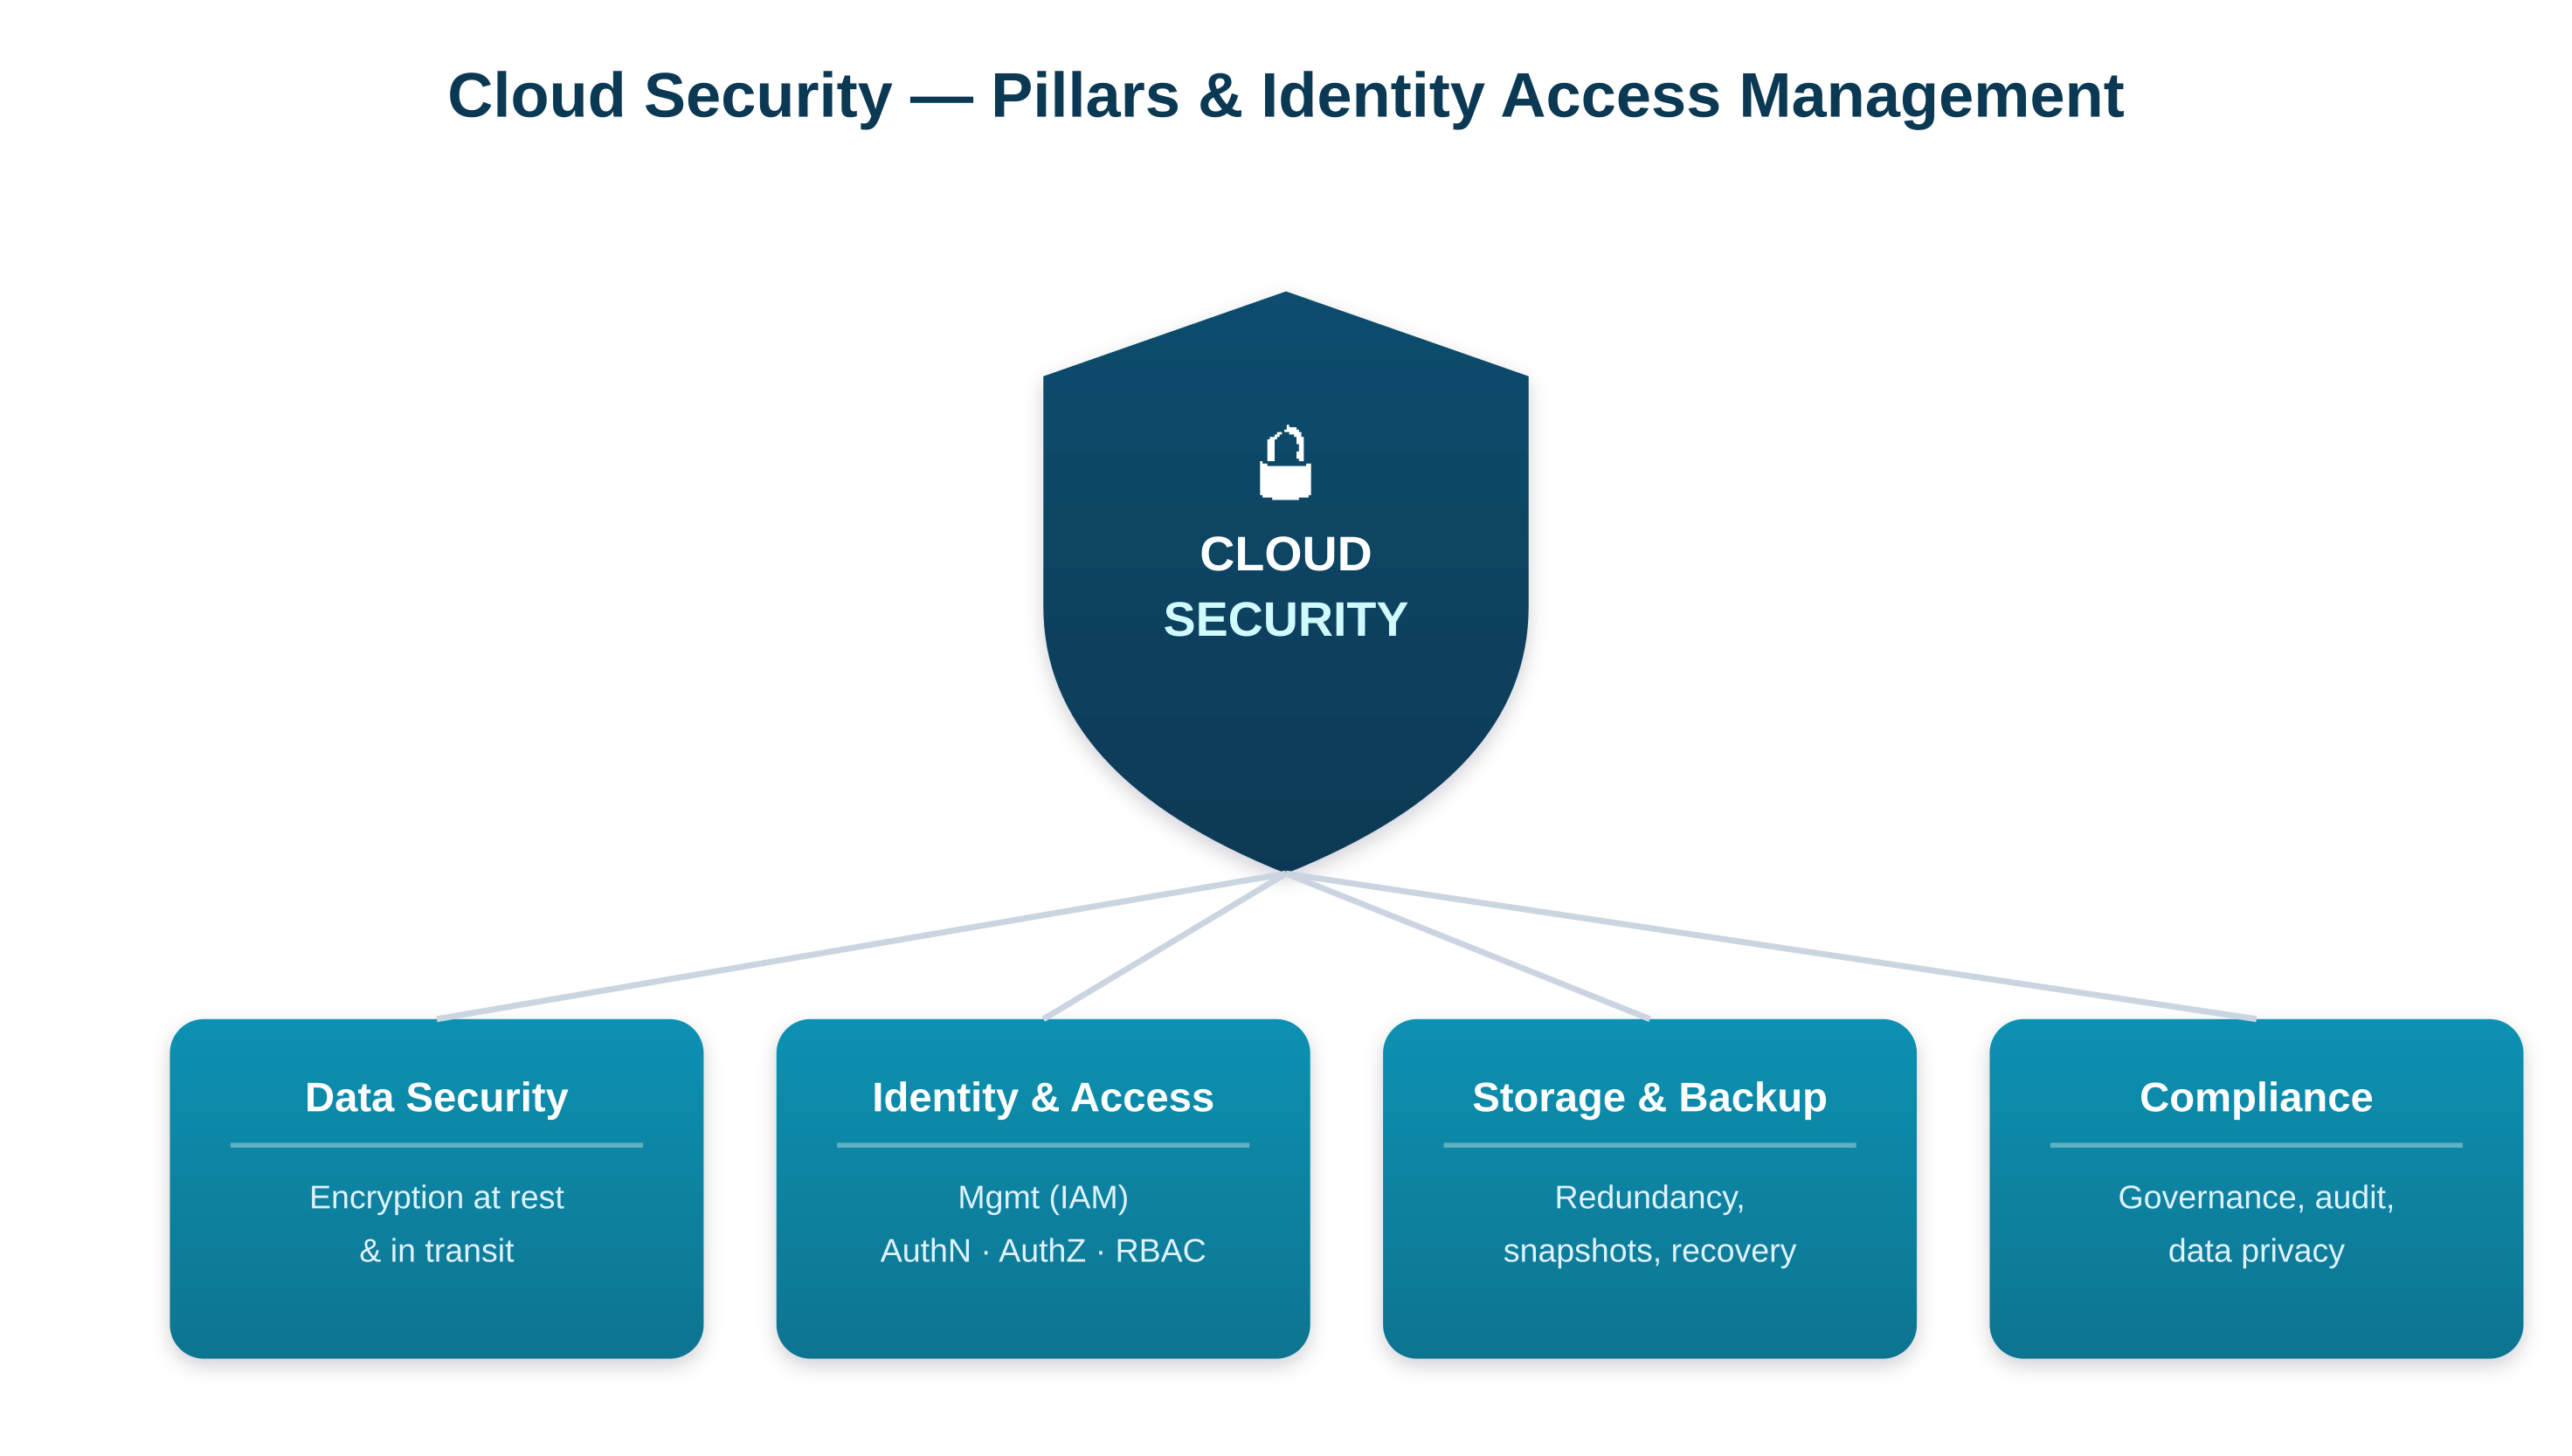 Cloud Security — Pillars & Identity Access Management
CLOUD
SECURITY
Data Security
Encryption at rest
& in transit
Identity & Access
Mgmt (IAM)
AuthN · AuthZ · RBAC
Storage & Backup
Redundancy,
snapshots, recovery
Compliance
Governance, audit,
data privacy